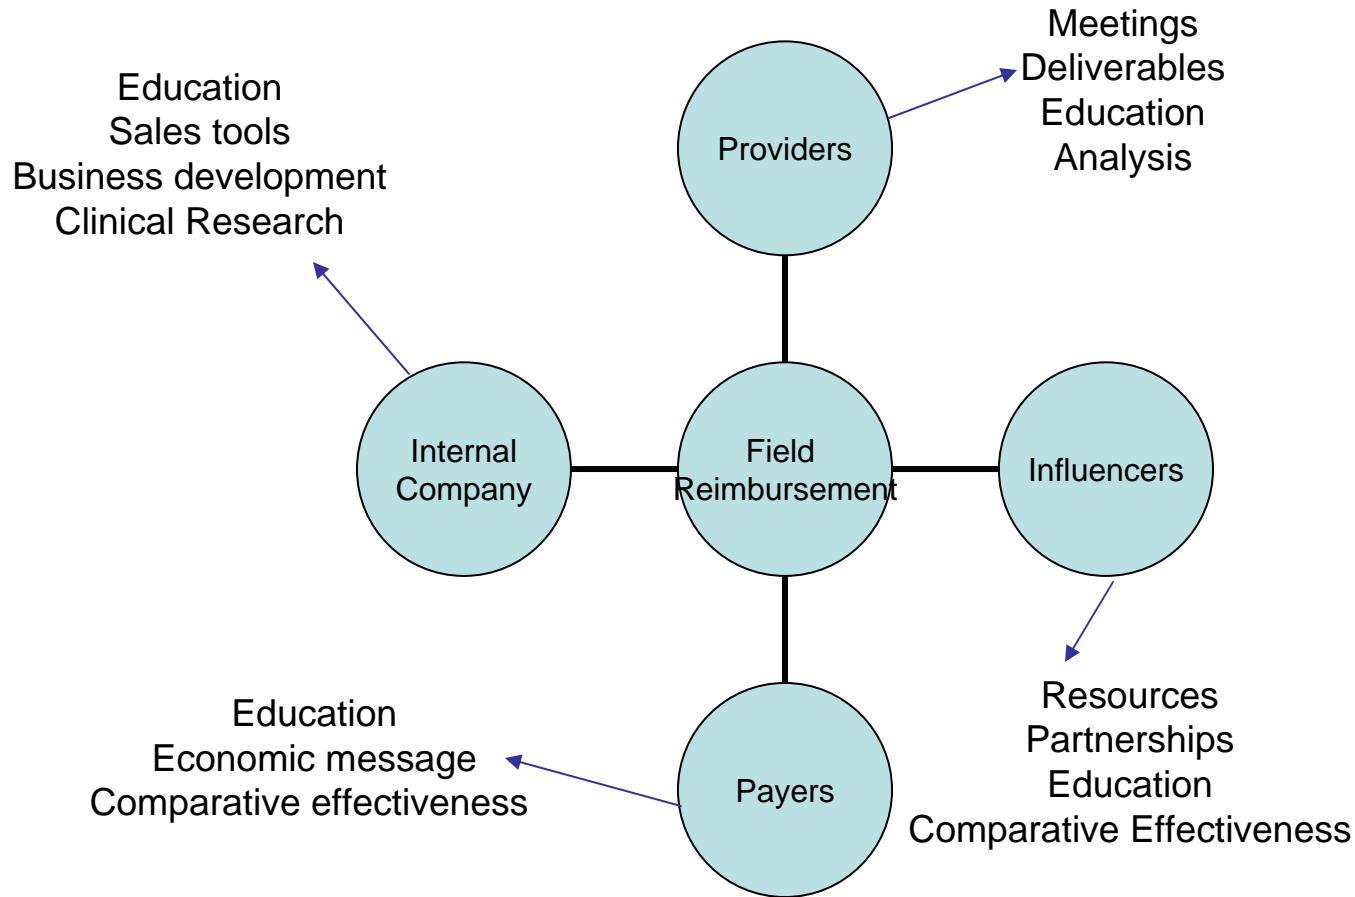 Meetings
Deliverables
Education
Analysis
Education
Sales tools
Business development
Clinical Research
Providers
Internal
Company
Field
Reimbursement
Influencers
Education
Economic message
Comparative effectiveness
Payers
Resources
Partnerships
Education
Comparative Effectiveness